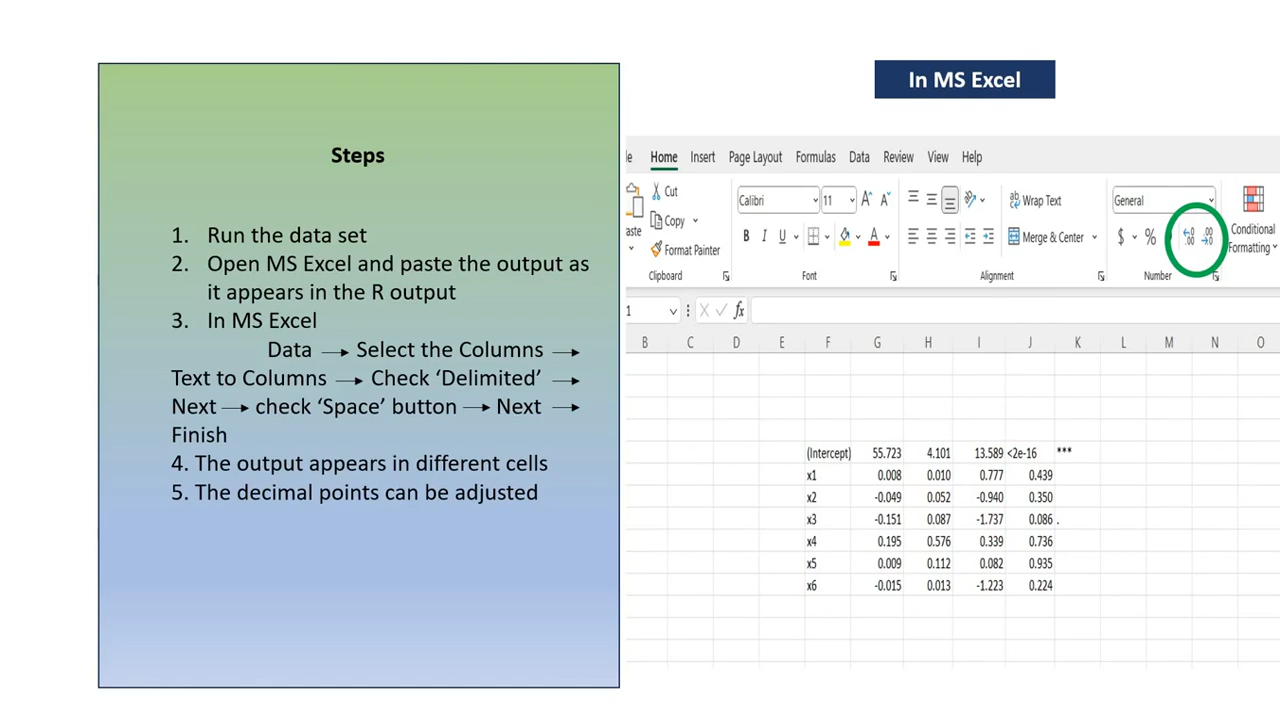 In MS Excel
Steps
1. Run the data set
2. Open MS Excel and paste the output as
it appears in the R output
3. In MS Excel
Data → Select the Columns →
Text to Columns → Check ‘Delimited’ →
Next → check ‘Space’ button → Next →
Finish
4. The output appears in different cells
5. The decimal points can be adjusted
Home Insert Page Layout Formulas Data Review View Help
Cut
Copy
Format Painter
Clipboard
Calibri 11
B I U
Font
Wrap Text
Merge & Center
Alignment
General
$ %
Number
Conditional
Formatting
fx
B C D E F G H I J K L M N O
(Intercept) 55.723 4.101 13.589 <2e-16 ***
x1 0.008 0.010 0.777 0.439
x2 -0.049 0.052 -0.940 0.350
x3 -0.151 0.087 -1.737 0.086 .
x4 0.195 0.576 0.339 0.736
x5 0.009 0.112 0.082 0.935
x6 -0.015 0.013 -1.223 0.224